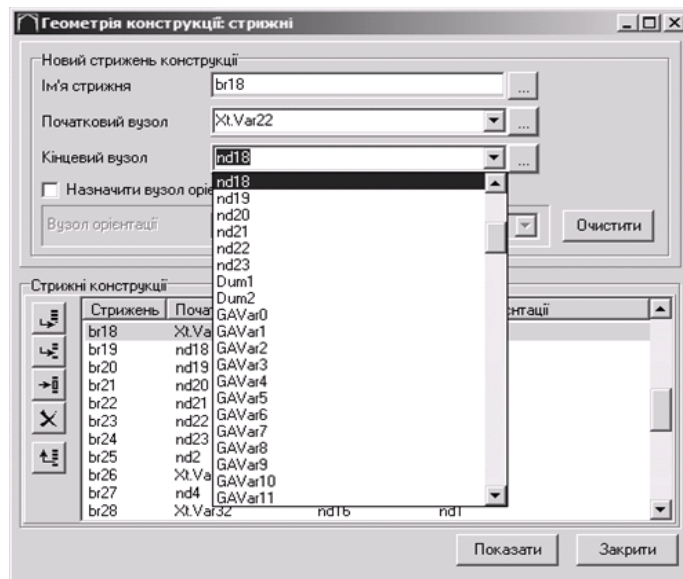 Геометрія конструкції: стрижні
Новий стрижень конструкції
Ім'я стрижня br18 ...
Початковий вузол Xt.Var22 ...
Кінцевий вузол nd18 ...
Назначити вузол оріє
Вузол орієнтації Очистити
nd18
nd19
nd20
nd21
nd22
nd23
Dum1
Dum2
GAVar0
GAVar1
GAVar2
GAVar3
GAVar4
GAVar5
GAVar6
GAVar7
GAVar8
GAVar9
GAVar10
GAVar11
Стрижні конструкції
Стрижень Поча єнтації
br18 Xt.Va
br19 nd18
br20 nd19
br21 nd20
br22 nd21
br23 nd22
br24 nd23
br25 nd2
br26 Xt.Va
br27 nd4
br28 Xt.Var32 nd16 nd1
Показати Закрити